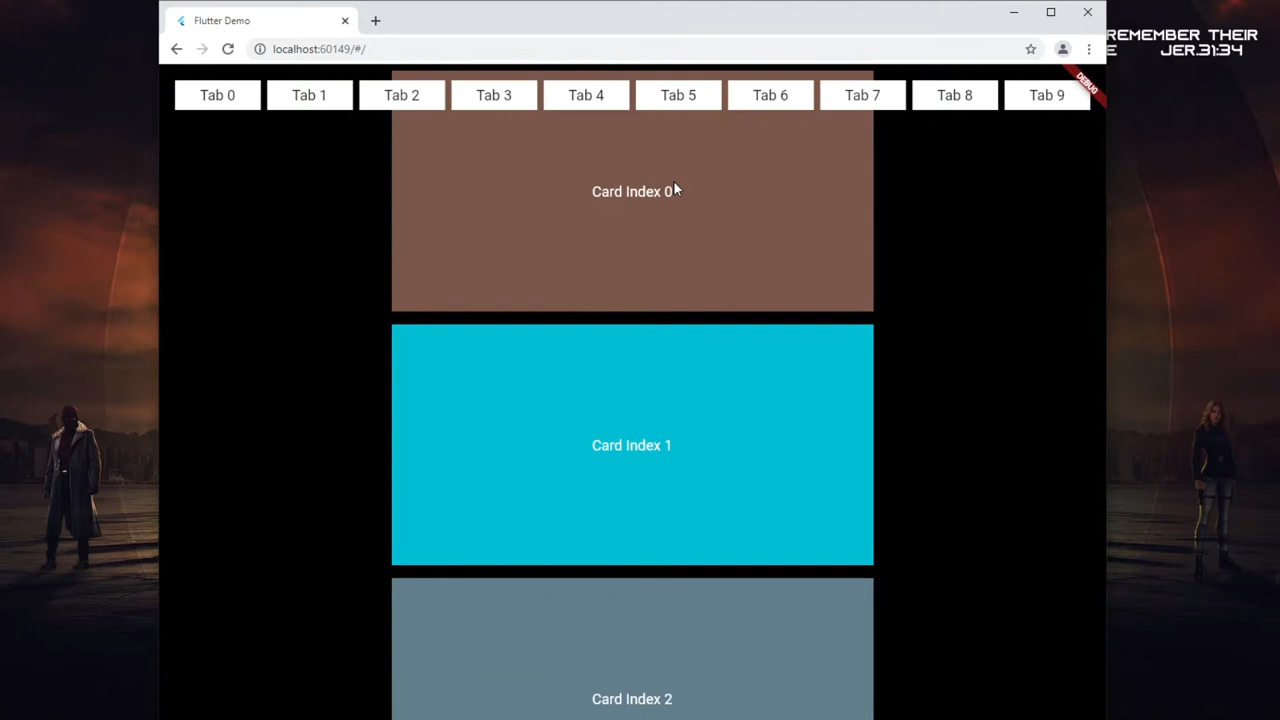 Flutter Demo
localhost:60149/#/
REMEMBER THEIR
E JER.31:34
Tab 0 Tab 1 Tab 2 Tab 3 Tab 4 Tab 5 Tab 6 Tab 7 Tab 8 Tab 9
DEBUG
Card Index 0
Card Index 1
Card Index 2